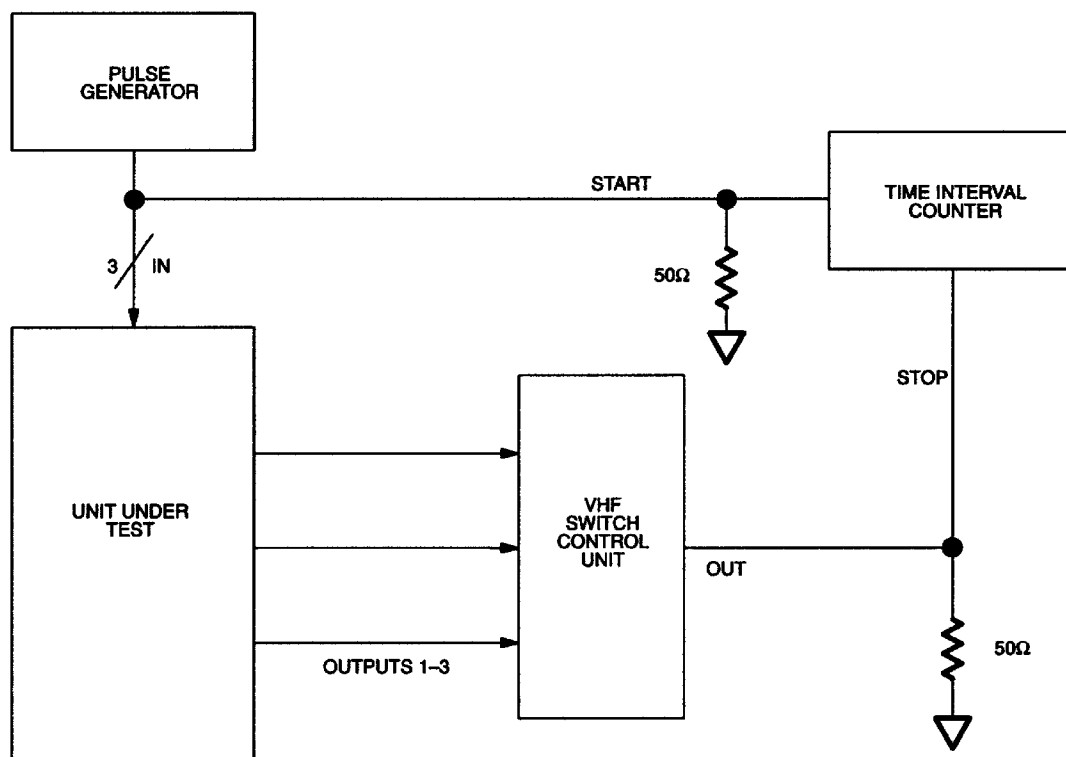 PULSE
GENERATOR
START
TIME INTERVAL
COUNTER
3
IN
50Ω
STOP
UNIT UNDER
TEST
VHF
SWITCH
CONTROL
UNIT
OUT
OUTPUTS 1–3
50Ω